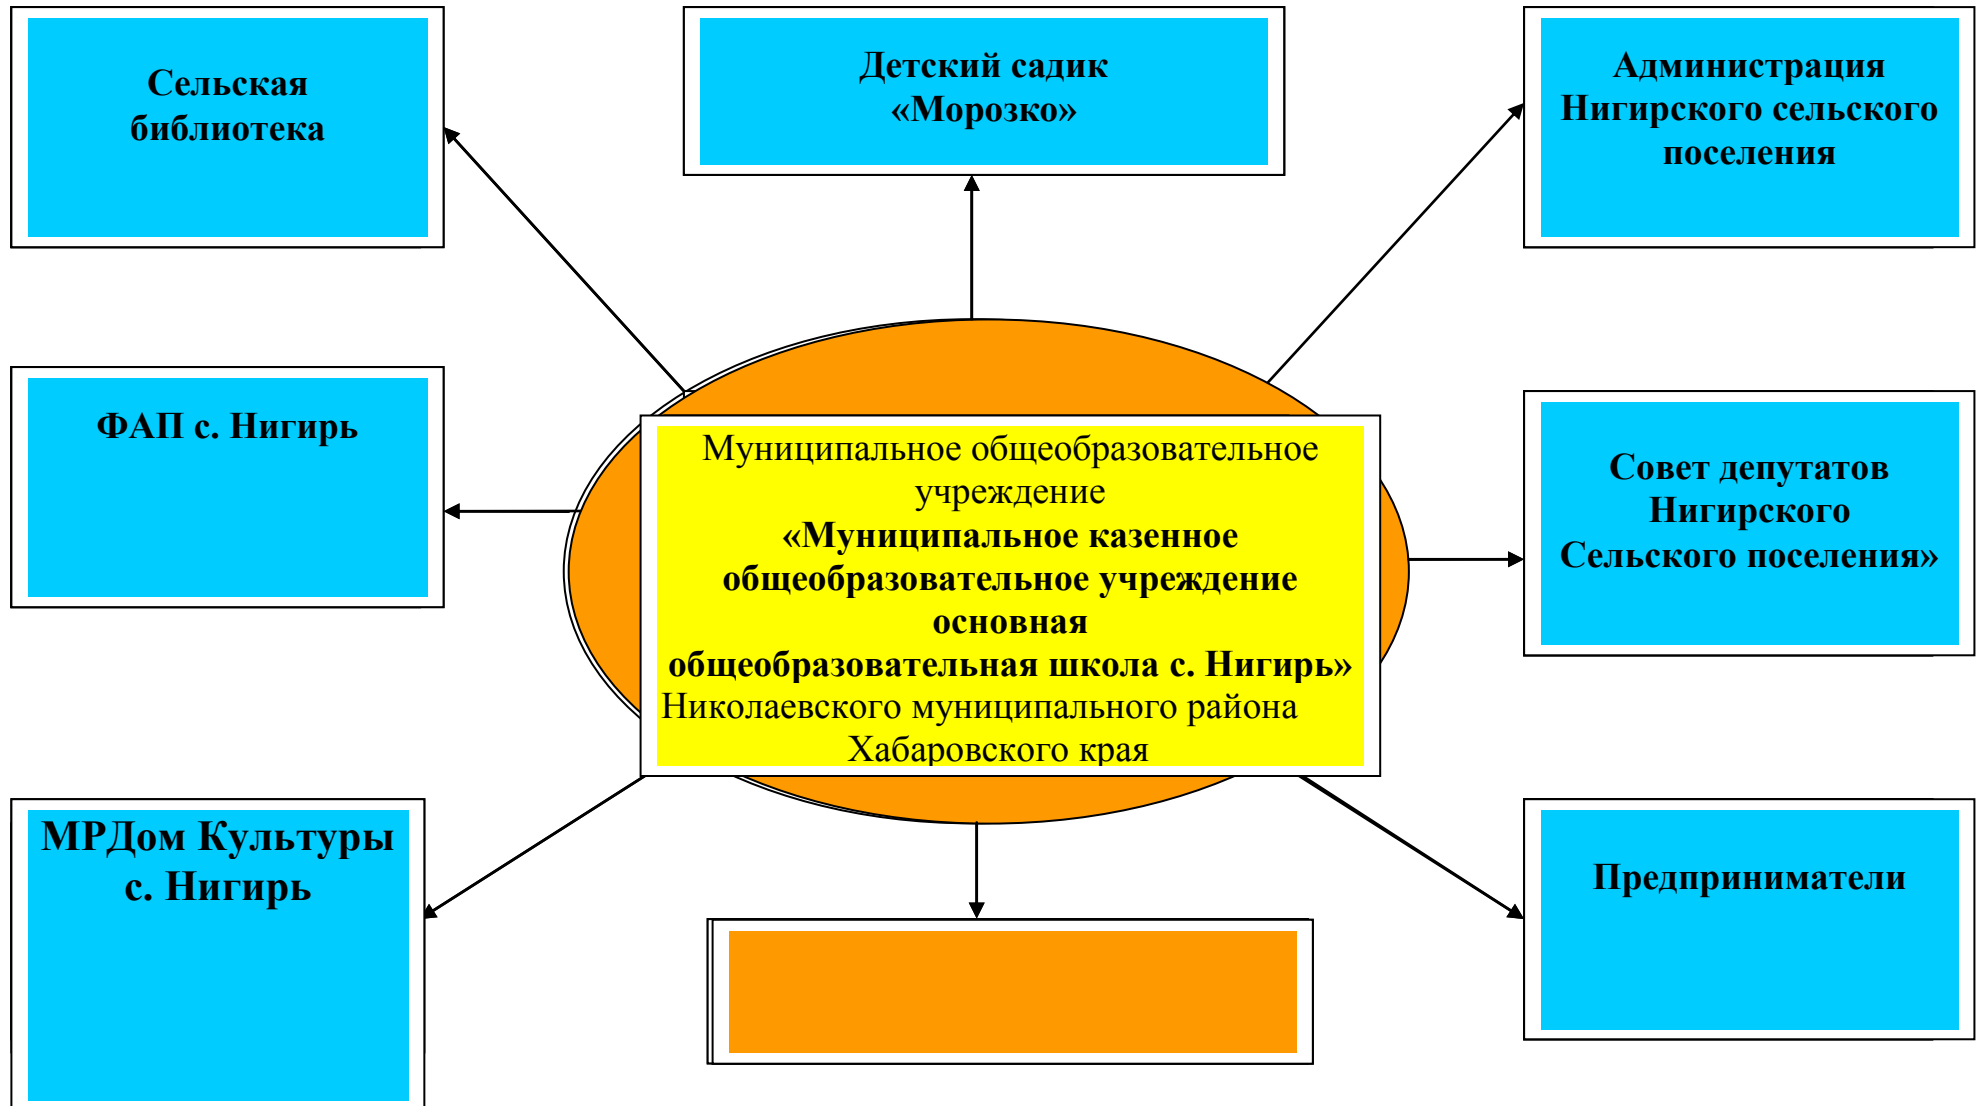 Сельская
библиотека
Детский садик
«Морозко»
Администрация
Нигирского сельского
поселения
ФАП с. Нигирь
Муниципальное общеобразовательное
учреждение
«Муниципальное казенное
общеобразовательное учреждение
основная
общеобразовательная школа с. Нигирь»
Николаевского муниципального района
Хабаровского края
Совет депутатов
Нигирского
Сельского поселения»
МРДом Культуры
с. Нигирь
Предприниматели